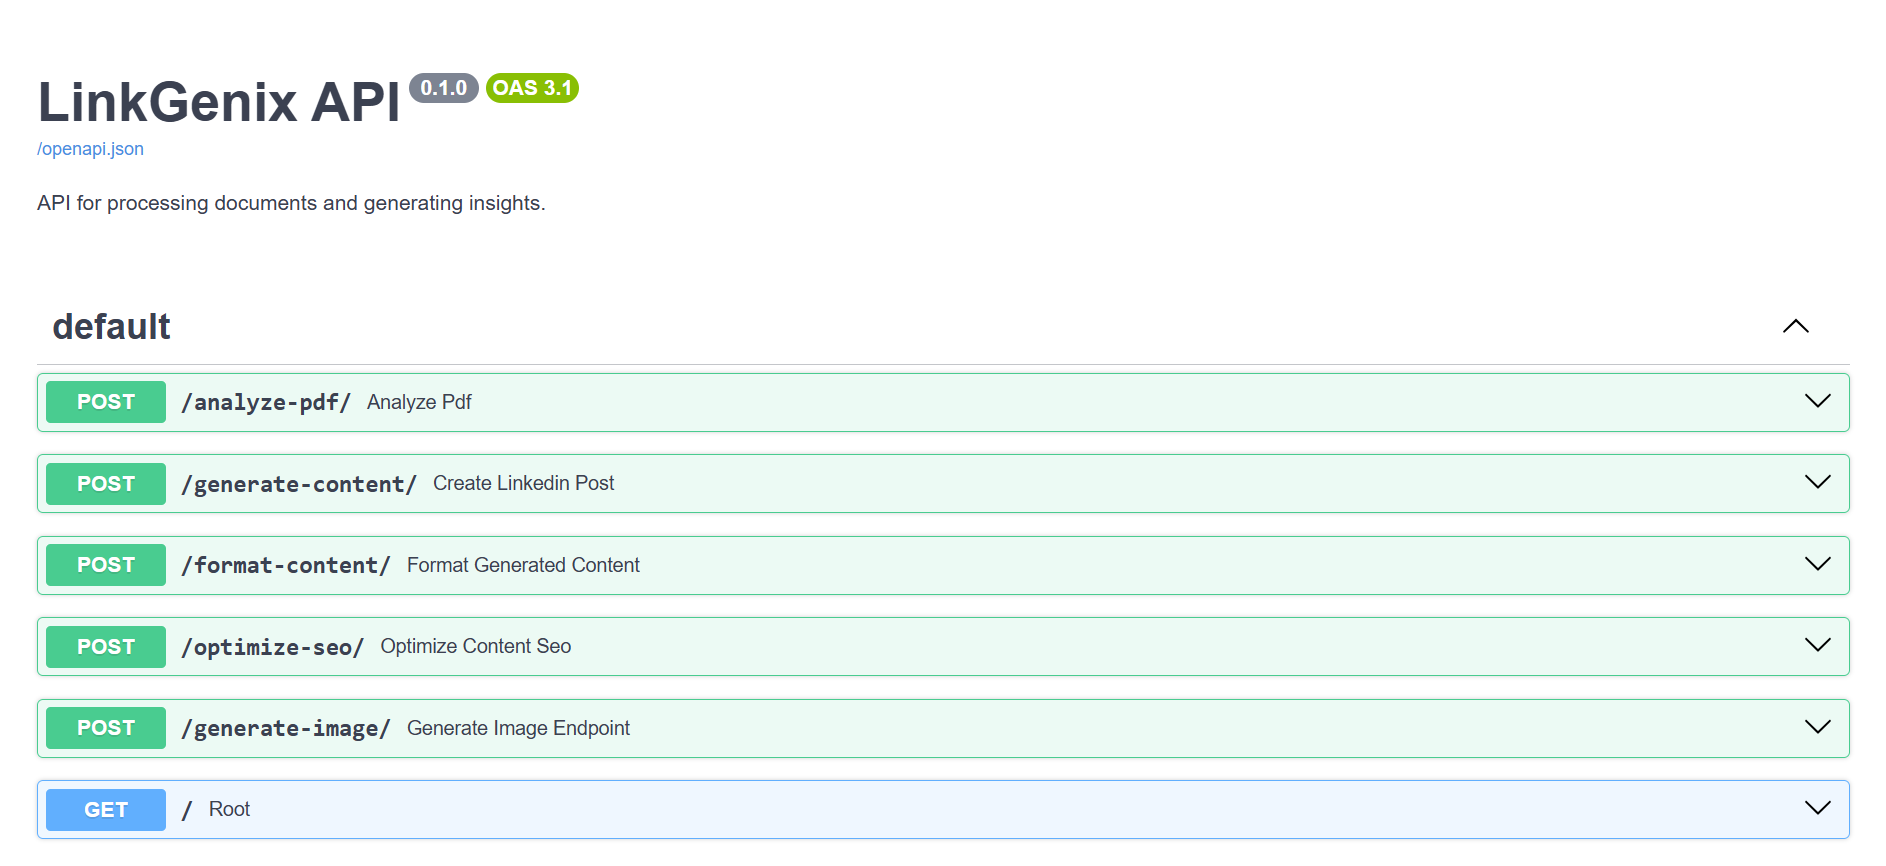 LinkGenix API 0.1.0 OAS 3.1
/openapi.json
API for processing documents and generating insights.
default
POST /analyze-pdf/ Analyze Pdf
POST /generate-content/ Create Linkedin Post
POST /format-content/ Format Generated Content
POST /optimize-seo/ Optimize Content Seo
POST /generate-image/ Generate Image Endpoint
GET / Root